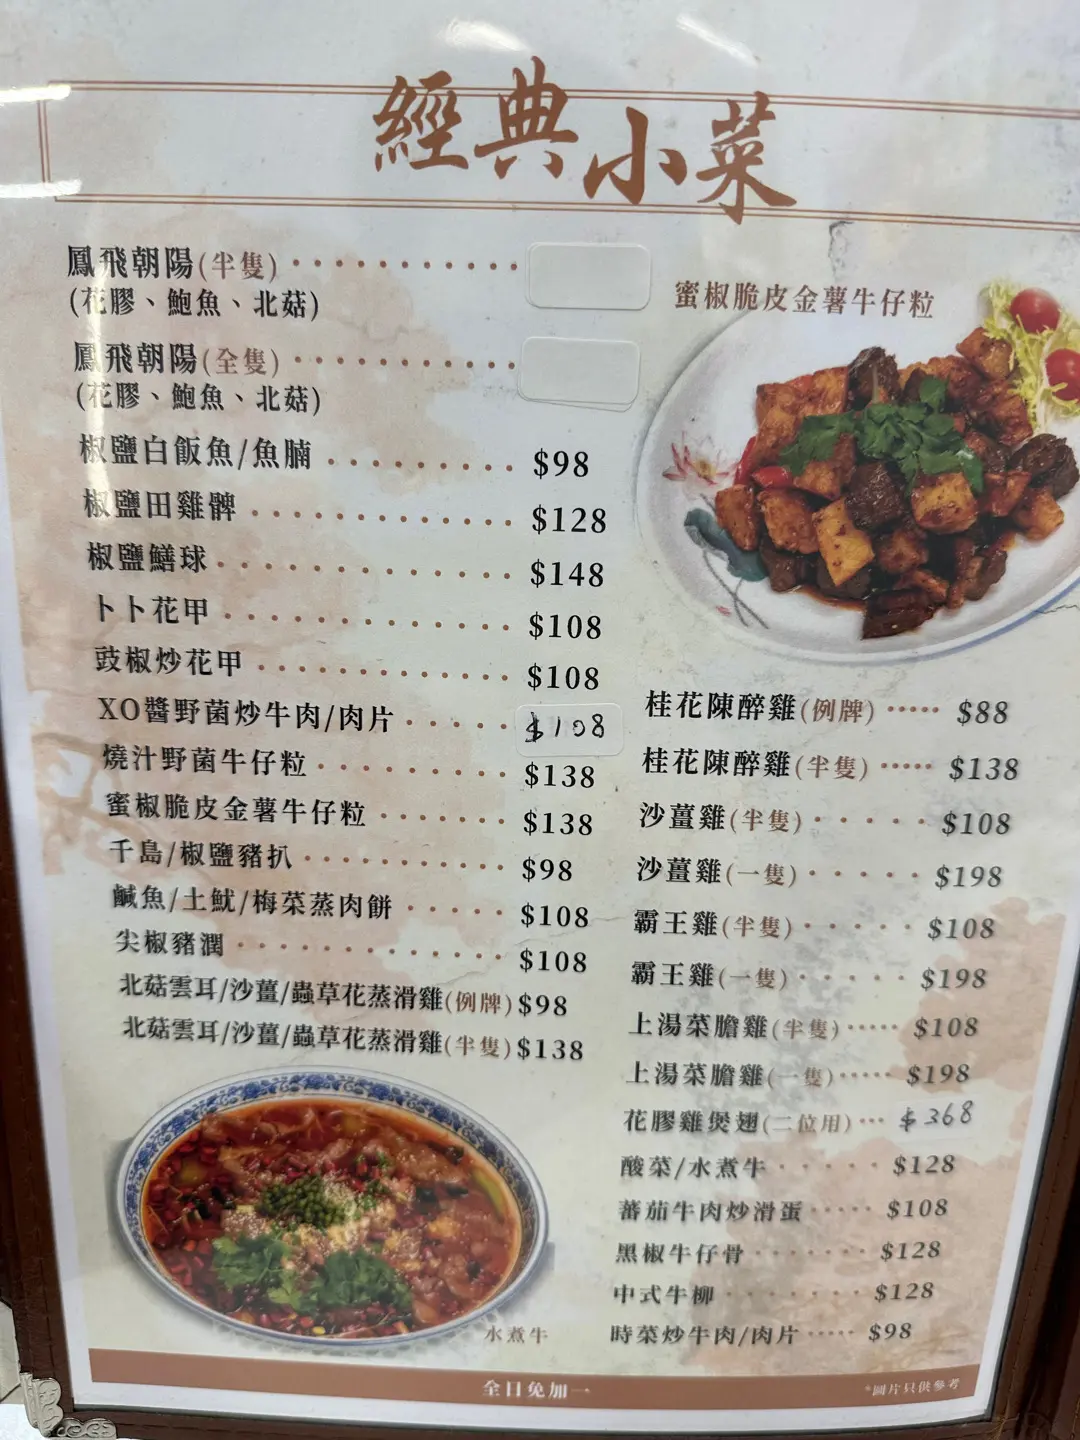 經典小菜
鳳飛朝陽(半隻)
(花膠、鮑魚、北菇)
鳳飛朝陽(全隻)
(花膠、鮑魚、北菇)
椒鹽白飯魚/魚腩 $98
椒鹽田雞髀 $128
椒鹽鱔球 $148
卜卜花甲 $108
豉椒炒花甲 $108
XO醬野菌炒牛肉/肉片 $108
燒汁野菌牛仔粒 $138
蜜椒脆皮金薯牛仔粒 $138
千島/椒鹽豬扒 $98
鹹魚/土魷/梅菜蒸肉餅 $108
尖椒豬潤 $108
北菇雲耳/沙薑/蟲草花蒸滑雞(例牌) $98
北菇雲耳/沙薑/蟲草花蒸滑雞(半隻) $138
水煮牛
蜜椒脆皮金薯牛仔粒
桂花陳醉雞(例牌) $88
桂花陳醉雞(半隻) $138
沙薑雞(半隻) $108
沙薑雞(一隻) $198
霸王雞(半隻) $108
霸王雞(一隻) $198
上湯菜膽雞(半隻) $108
上湯菜膽雞(一隻) $198
花膠雞煲翅(二位用) $368
酸菜/水煮牛 $128
蕃茄牛肉炒滑蛋 $108
黑椒牛仔骨 $128
中式牛柳 $128
時菜炒牛肉/肉片 $98
全日免加一
*圖片只供參考